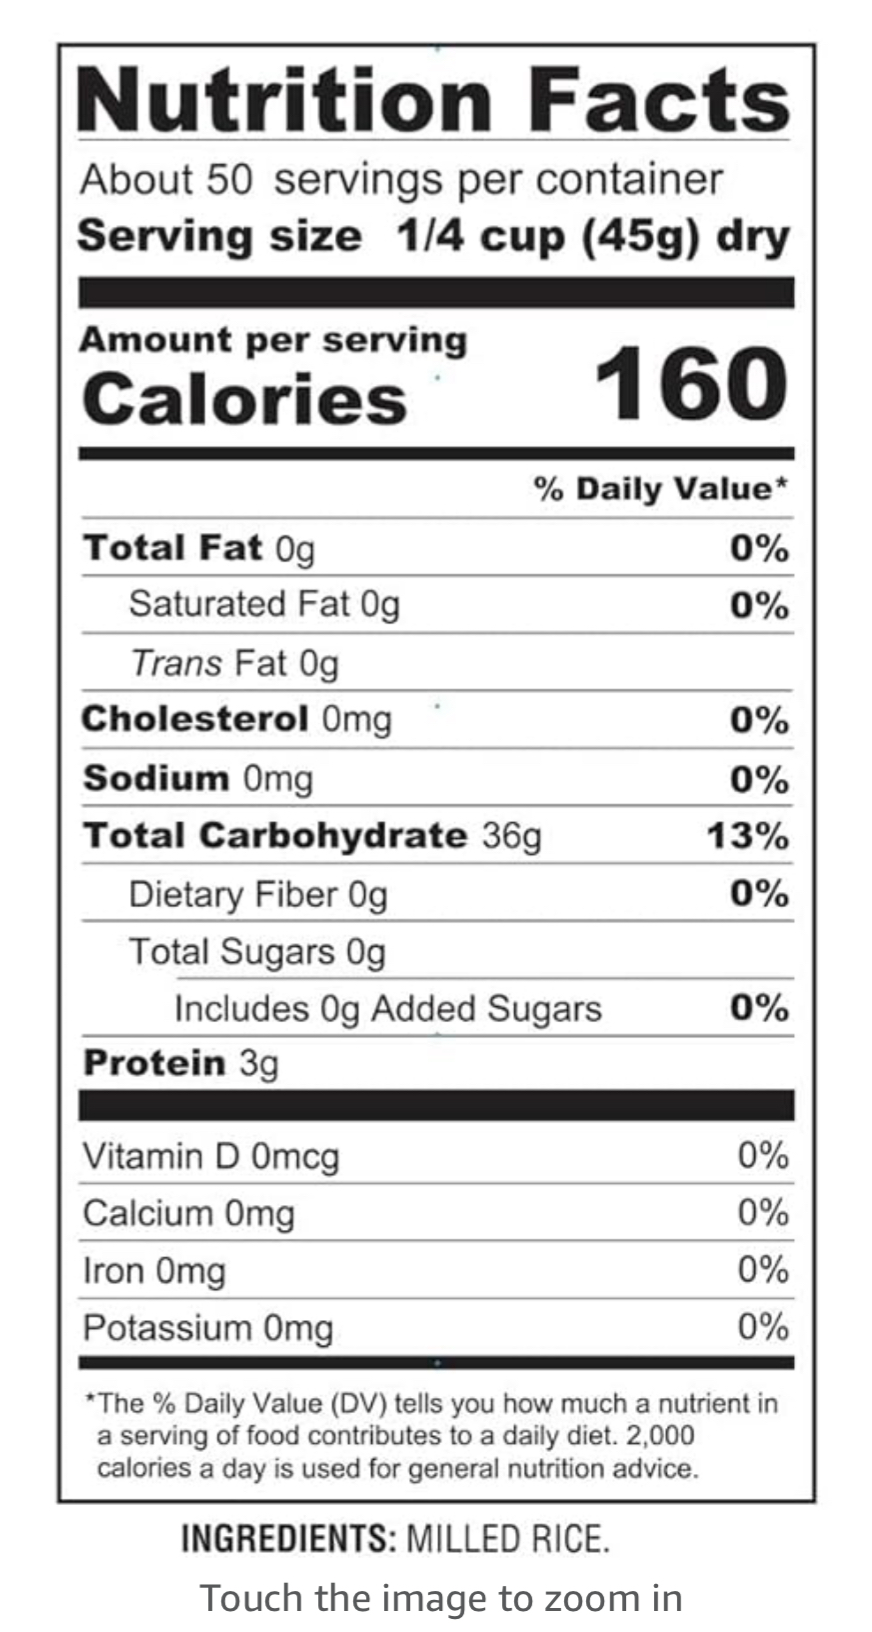 Nutrition Facts
About 50 servings per container
Serving size 1/4 cup (45g) dry
Amount per serving
Calories 160
% Daily Value*
Total Fat 0g 0%
Saturated Fat 0g 0%
Trans Fat 0g
Cholesterol 0mg 0%
Sodium 0mg 0%
Total Carbohydrate 36g 13%
Dietary Fiber 0g 0%
Total Sugars 0g
Includes 0g Added Sugars 0%
Protein 3g
Vitamin D 0mcg 0%
Calcium 0mg 0%
Iron 0mg 0%
Potassium 0mg 0%
*The % Daily Value (DV) tells you how much a nutrient in
a serving of food contributes to a daily diet. 2,000
calories a day is used for general nutrition advice.
INGREDIENTS: MILLED RICE.
Touch the image to zoom in